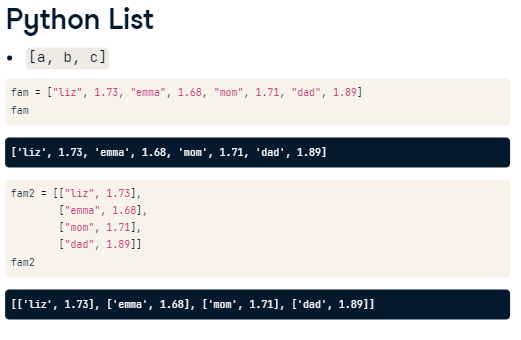 Python List
• [a, b, c]
fam = ["liz", 1.73, "emma", 1.68, "mom", 1.71, "dad", 1.89]
fam
['liz', 1.73, 'emma', 1.68, 'mom', 1.71, 'dad', 1.89]
fam2 = [["liz", 1.73],
        ["emma", 1.68],
        ["mom", 1.71],
        ["dad", 1.89]]
fam2
[['liz', 1.73], ['emma', 1.68], ['mom', 1.71], ['dad', 1.89]]